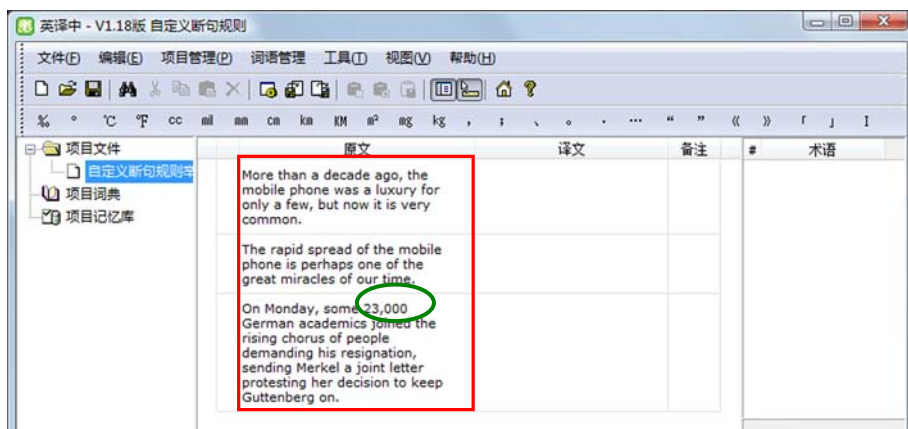 英译中 - V1.18版 自定义断句规则
文件(F) 编辑(E) 项目管理(P) 词语管理 工具(T) 视图(V) 帮助(H)
‰ ° ℃ ℉ cc ml mm cm km KM m² mg kg , ; 、 。 · … “ ” 《 》 「 」 I
项目文件
自定义断句规则举
项目词典
项目记忆库
原文 译文 备注 # 术语
More than a decade ago, the
mobile phone was a luxury for
only a few, but now it is very
common.
The rapid spread of the mobile
phone is perhaps one of the
great miracles of our time.
On Monday, some 23,000
German academics joined the
rising chorus of people
demanding his resignation,
sending Merkel a joint letter
protesting her decision to keep
Guttenberg on.